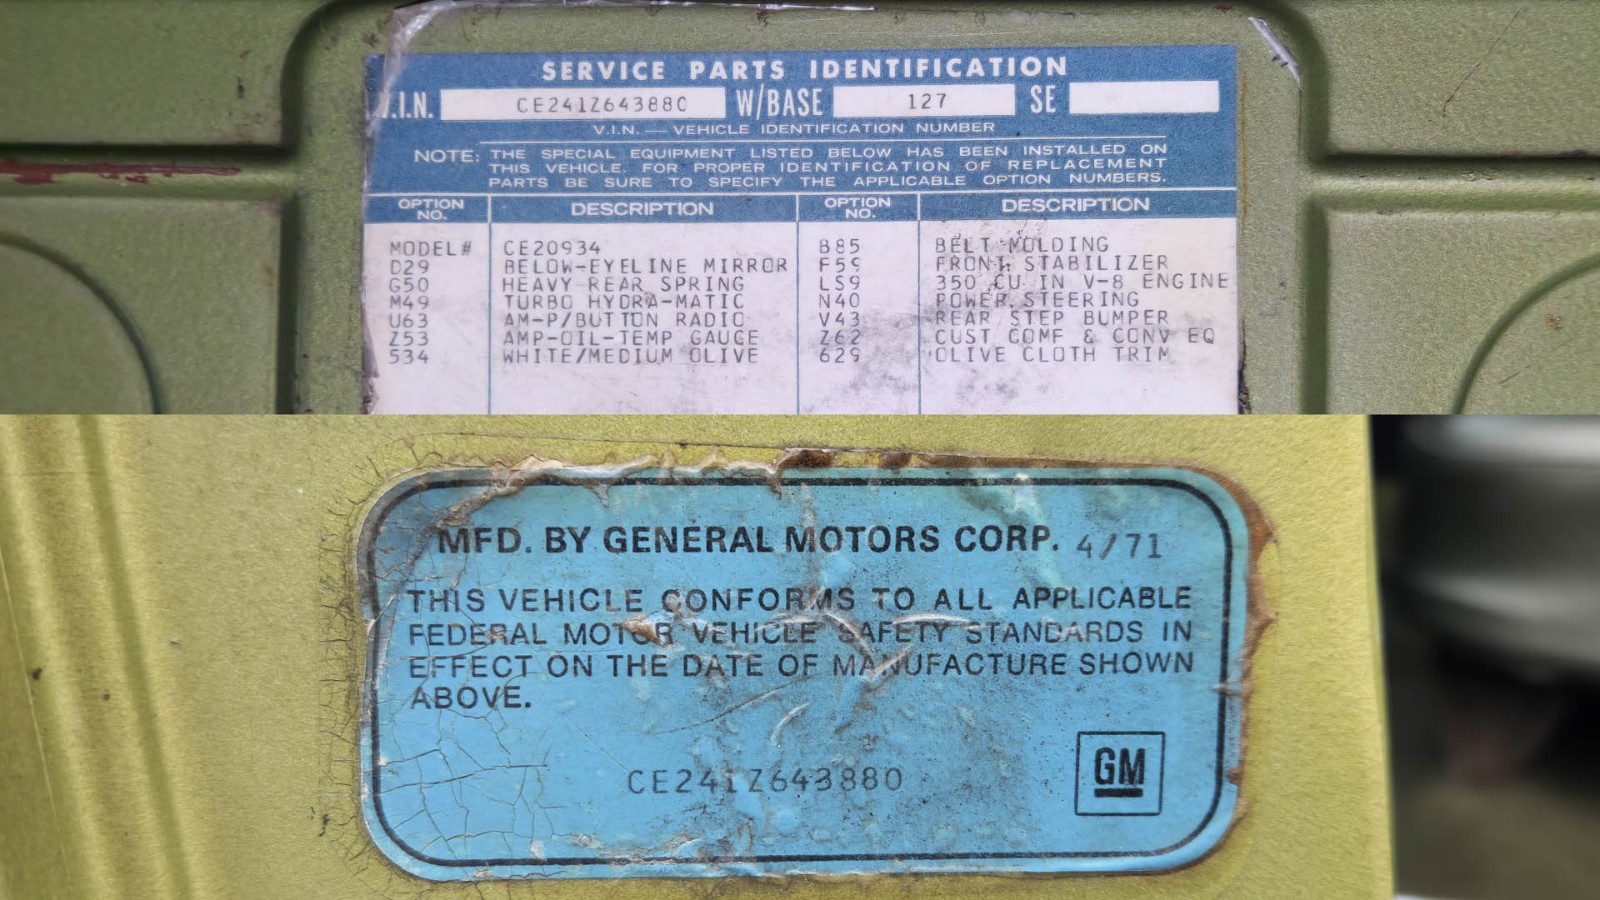 SERVICE PARTS IDENTIFICATION
V.I.N. CE241Z643880 W/BASE 127 SE
V.I.N. — VEHICLE IDENTIFICATION NUMBER
NOTE: THE SPECIAL EQUIPMENT LISTED BELOW HAS BEEN INSTALLED ON
THIS VEHICLE. FOR PROPER IDENTIFICATION OF REPLACEMENT
PARTS BE SURE TO SPECIFY THE APPLICABLE OPTION NUMBERS.
OPTION NO. DESCRIPTION OPTION NO. DESCRIPTION
MODEL# CE20934 B85 BELT MOLDING
D29 BELOW-EYELINE MIRROR F59 FRONT STABILIZER
G50 HEAVY REAR SPRING LS9 350 CU IN V-8 ENGINE
M49 TURBO HYDRA-MATIC N40 POWER STEERING
U63 AM-P/BUTTON RADIO V43 REAR STEP BUMPER
Z53 AMP-OIL-TEMP GAUGE Z62 CUST COMF & CONV EQ
534 WHITE/MEDIUM OLIVE 629 OLIVE CLOTH TRIM
MFD. BY GENERAL MOTORS CORP. 4/71
THIS VEHICLE CONFORMS TO ALL APPLICABLE
FEDERAL MOTOR VEHICLE SAFETY STANDARDS IN
EFFECT ON THE DATE OF MANUFACTURE SHOWN
ABOVE.
CE241Z643880
GM